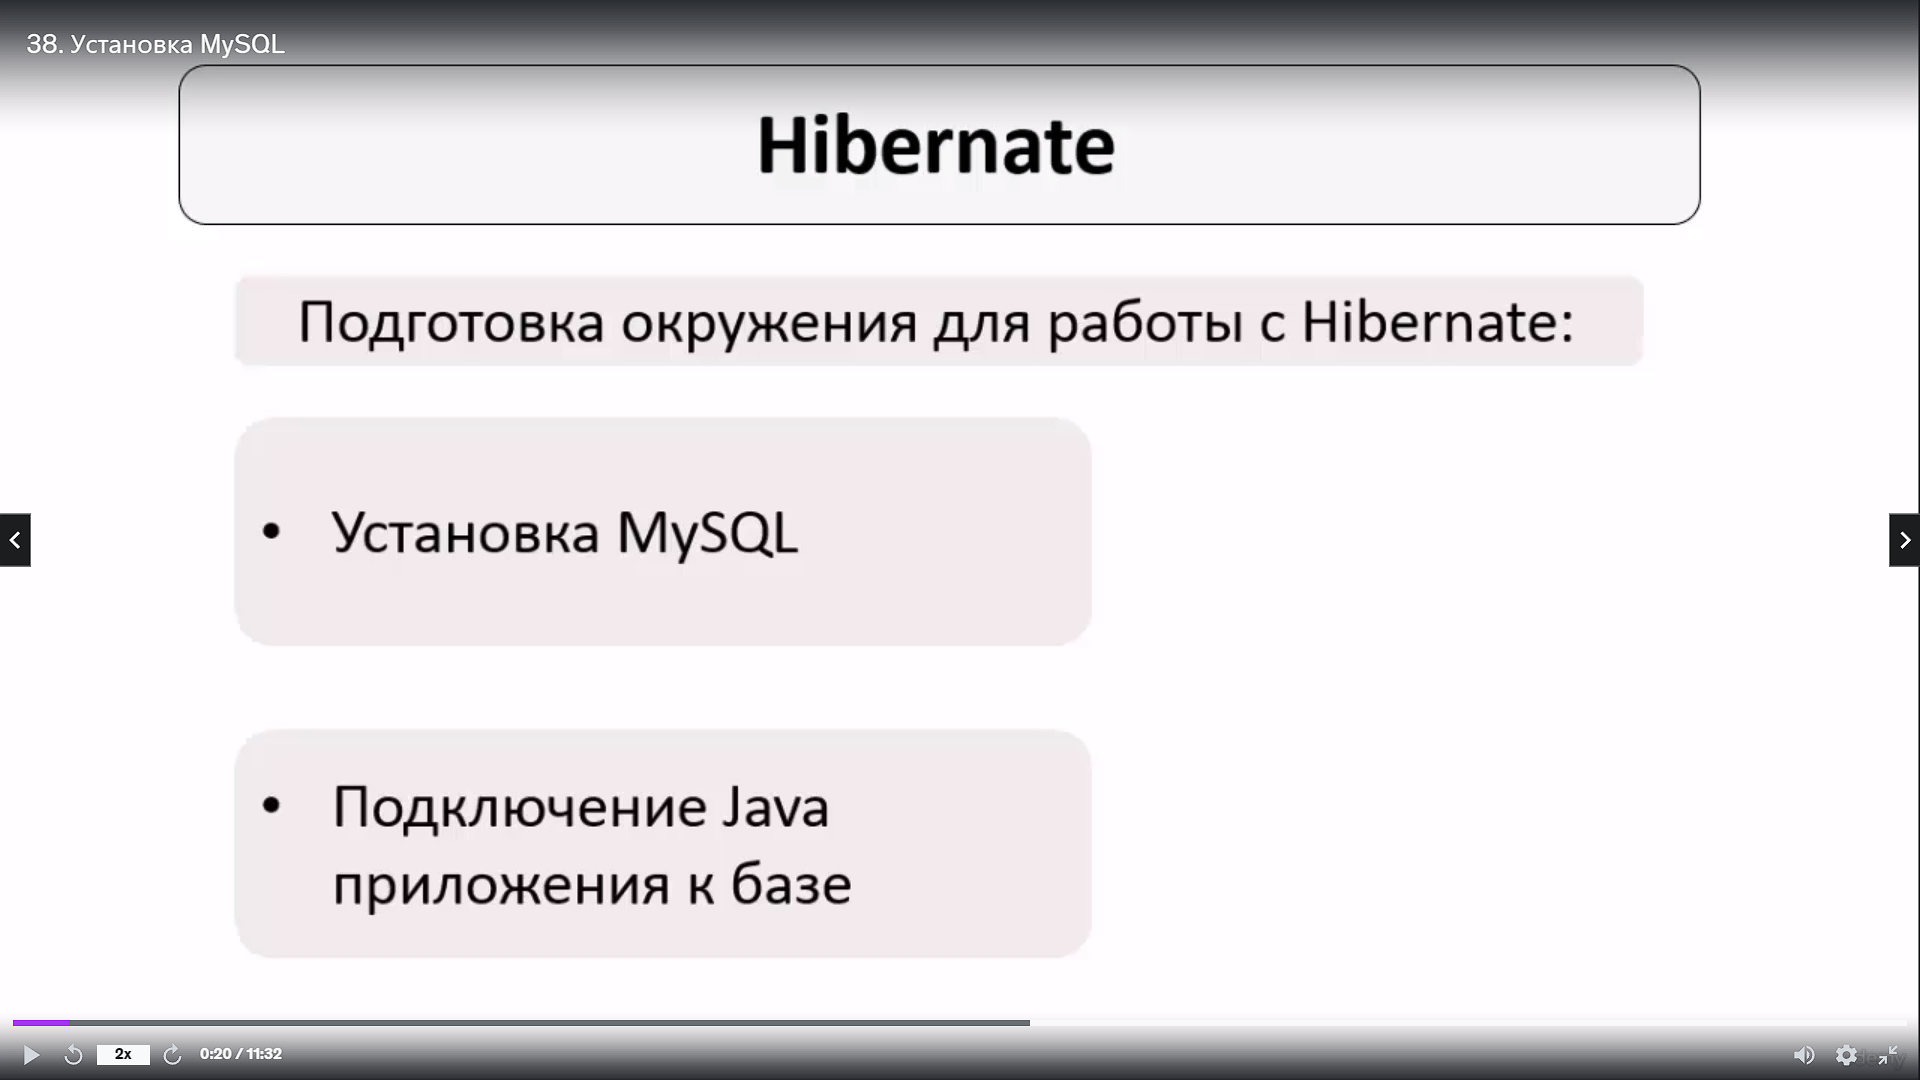 38. Установка MySQL
Hibernate
Подготовка окружения для работы с Hibernate:
• Установка MySQL
• Подключение Java
приложения к базе
2x
0:20 / 11:32